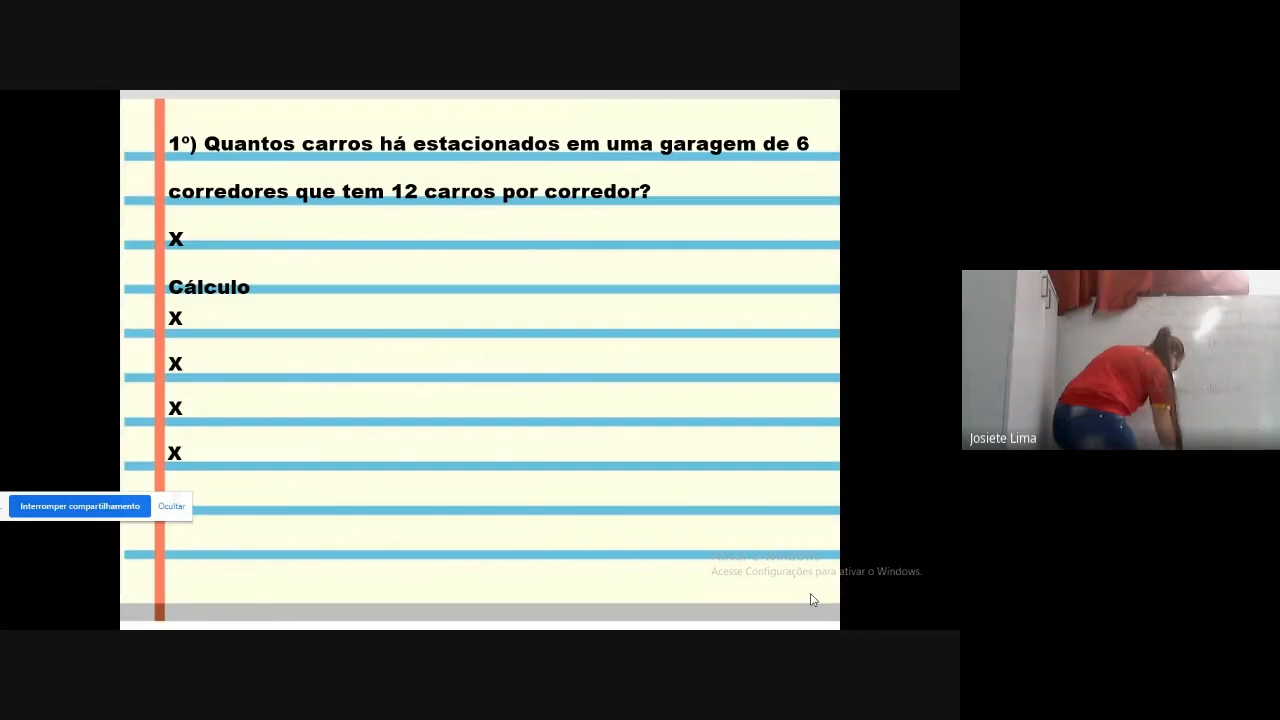 1º) Quantos carros há estacionados em uma garagem de 6
corredores que tem 12 carros por corredor?
X
Cálculo
X
X
X
X
Interromper compartilhamento Ocultar
Acesse Configurações para ativar o Windows.
Josiete Lima